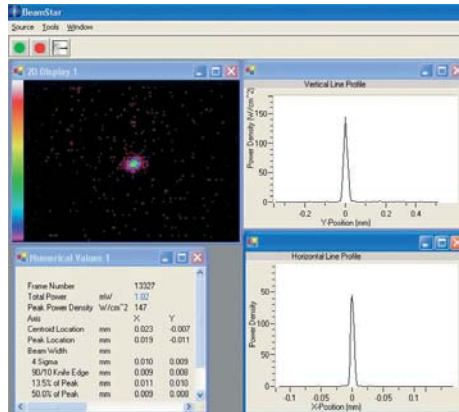 BeamStar
Source Tools Window
2D Display 1
Vertical Line Profile
Power Density [W/cm^2]
150
100
50
0
-0.2 0 0.2 0.4
Y-Position (mm)
Numerical Values 1
Frame Number 13327
Total Power mW 1.02
Peak Power Density W/cm^2 147
Axis X Y
Centroid Location mm 0.023 -0.007
Peak Location mm 0.019 -0.011
Beam Width mm
4 Sigma mm 0.010 0.009
90/10 Knife Edge mm 0.009 0.008
13.5% of Peak mm 0.011 0.010
50.0% of Peak mm 0.009 0.008
Horizontal Line Profile
Power Density
100
50
0
-0.1 -0.05 0 0.05 0.1
X-Position (mm)